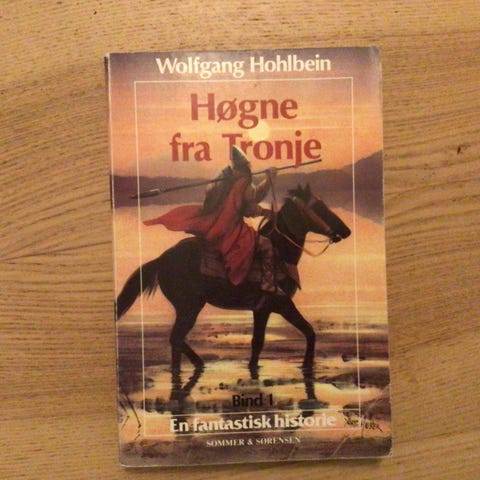 Wolfgang Hohlbein
Høgne
fra Tronje
Bind 1
En fantastisk historie
SOMMER & SØRENSEN